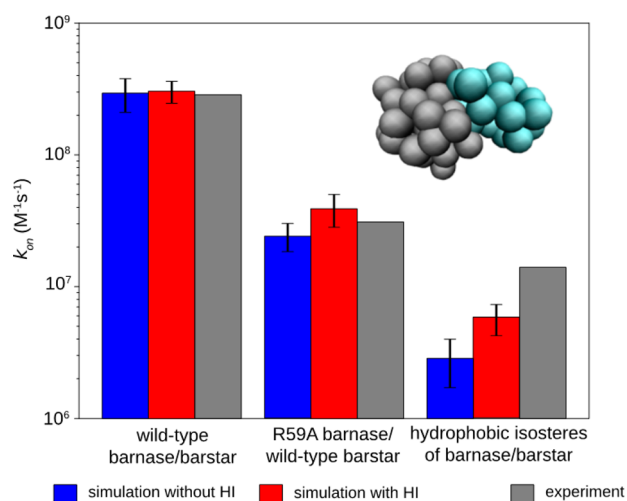 10⁹
10⁸
10⁷
10⁶
kₒₙ (M⁻¹s⁻¹)
wild-type
barnase/barstar
R59A barnase/
wild-type barstar
hydrophobic isosteres
of barnase/barstar
simulation without HI
simulation with HI
experiment